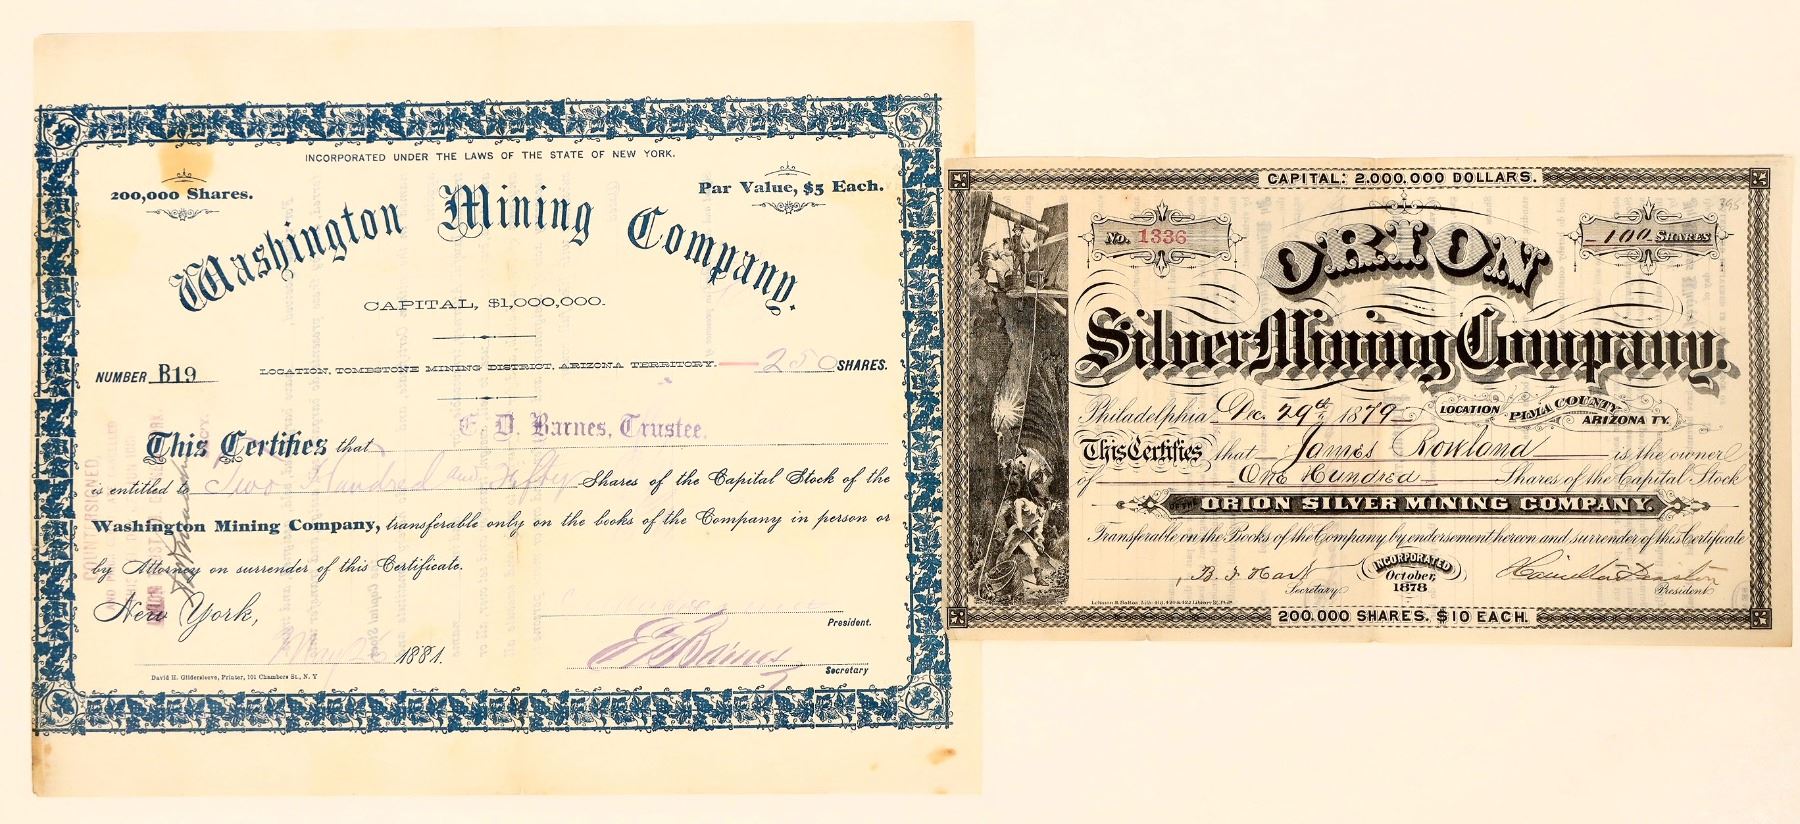 INCORPORATED UNDER THE LAWS OF THE STATE OF NEW YORK.
200,000 Shares.
Par Value, $5 Each.
Washington Mining Company.
CAPITAL, $1,000,000.
NUMBER B19
LOCATION, TOMBSTONE MINING DISTRICT, ARIZONA TERRITORY. 250 SHARES.
This Certifies that E. D. Barnes, Trustee.
is entitled to Two Hundred and Fifty Shares of the Capital Stock of the
Washington Mining Company, transferable only on the books of the Company in person or
by Attorney on surrender of this Certificate.
New York,
President.
May 1881.
Secretary
David H. Gildersleeve, Printer, 101 Chambers St., N. Y
COUNTERSIGNED
CAPITAL: 2.000.000 DOLLARS.
395
No. 1336
100 SHARES
ORION
Silver Mining Company.
Philadelphia Dec. 29th 1879
LOCATION PIMA COUNTY ARIZONA TY.
This Certifies that James Rowland is the owner
of One Hundred Shares of the Capital Stock
OF THE ORION SILVER MINING COMPANY.
Transferable on the Books of the Company by endorsement hereon and surrender of this Certificate
INCORPORATED
October,
1878
B. F. Hart
Secretary
President
200.000 SHARES. $10 EACH.